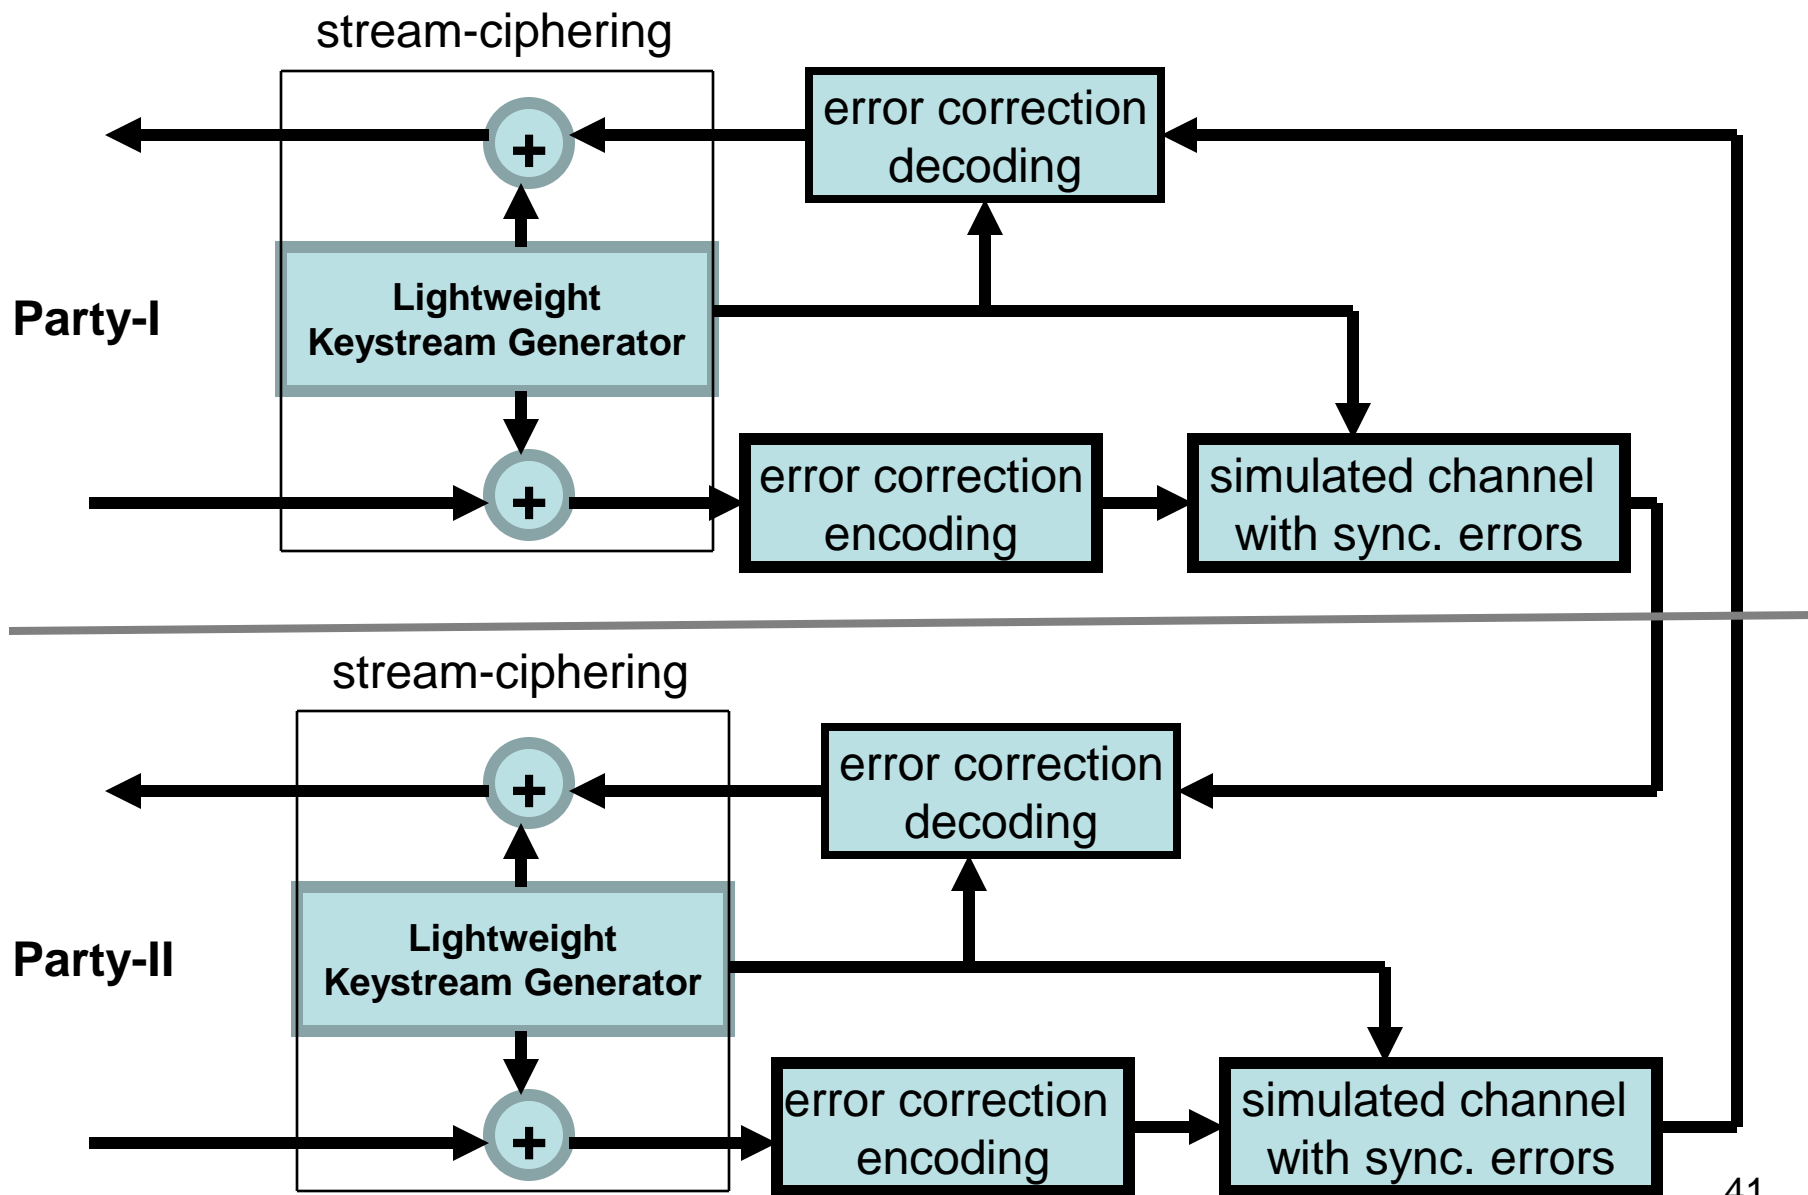 stream-ciphering
+
error correction
decoding
Lightweight
Keystream Generator
Party-I
+
error correction
encoding
simulated channel
with sync. errors
stream-ciphering
+
error correction
decoding
Lightweight
Keystream Generator
Party-II
+
error correction
encoding
simulated channel
with sync. errors
41